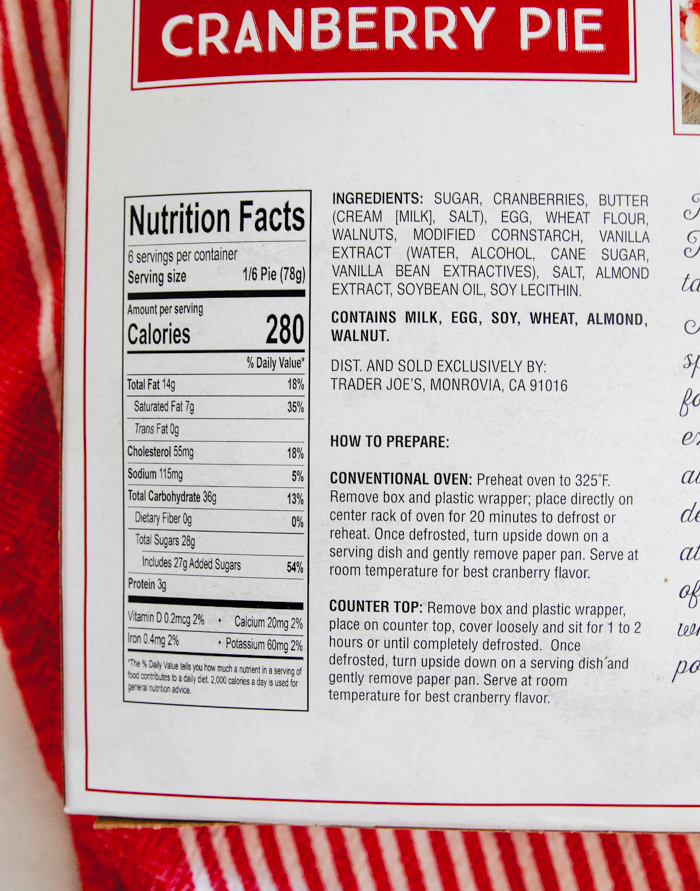 CRANBERRY PIE
Nutrition Facts
6 servings per container
Serving size 1/6 Pie (78g)
Amount per serving
Calories 280
% Daily Value*
Total Fat 14g 18%
Saturated Fat 7g 35%
Trans Fat 0g
Cholesterol 55mg 18%
Sodium 115mg 5%
Total Carbohydrate 36g 13%
Dietary Fiber 0g 0%
Total Sugars 28g
Includes 27g Added Sugars 54%
Protein 3g
Vitamin D 0.2mcg 2% • Calcium 20mg 2%
Iron 0.4mg 2% • Potassium 60mg 2%
*The % Daily Value tells you how much a nutrient in a serving of
food contributes to a daily diet. 2,000 calories a day is used for
general nutrition advice.
INGREDIENTS: SUGAR, CRANBERRIES, BUTTER
(CREAM [MILK], SALT), EGG, WHEAT FLOUR,
WALNUTS, MODIFIED CORNSTARCH, VANILLA
EXTRACT (WATER, ALCOHOL, CANE SUGAR,
VANILLA BEAN EXTRACTIVES), SALT, ALMOND
EXTRACT, SOYBEAN OIL, SOY LECITHIN.
CONTAINS MILK, EGG, SOY, WHEAT, ALMOND,
WALNUT.
DIST. AND SOLD EXCLUSIVELY BY:
TRADER JOE'S, MONROVIA, CA 91016
HOW TO PREPARE:
CONVENTIONAL OVEN: Preheat oven to 325°F.
Remove box and plastic wrapper; place directly on
center rack of oven for 20 minutes to defrost or
reheat. Once defrosted, turn upside down on a
serving dish and gently remove paper pan. Serve at
room temperature for best cranberry flavor.
COUNTER TOP: Remove box and plastic wrapper,
place on counter top, cover loosely and sit for 1 to 2
hours or until completely defrosted. Once
defrosted, turn upside down on a serving dish and
gently remove paper pan. Serve at room
temperature for best cranberry flavor.